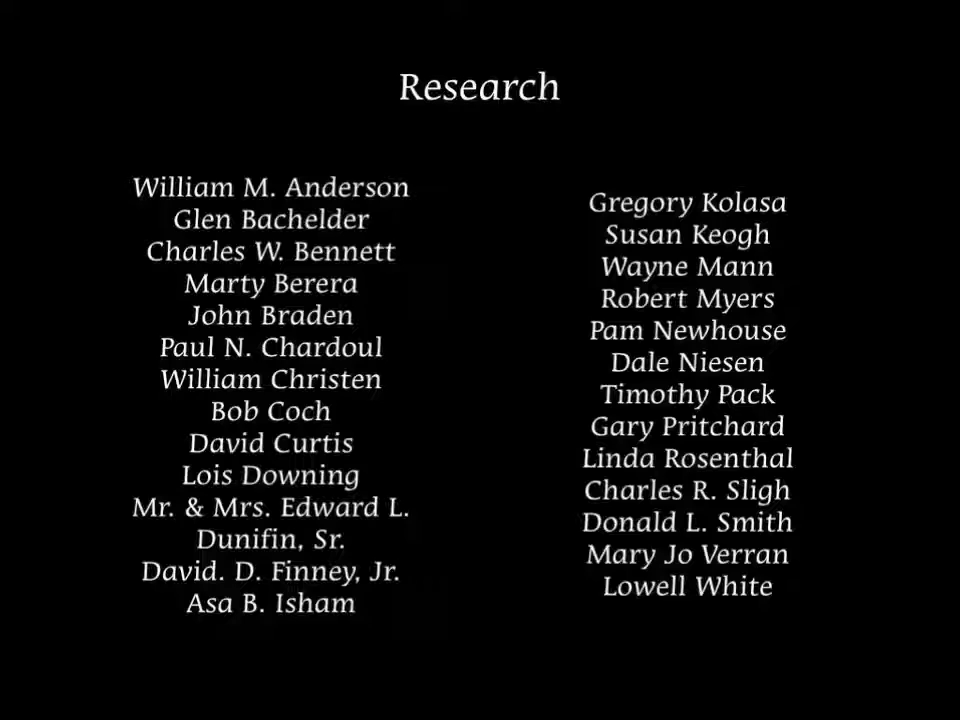 Research
William M. Anderson
Glen Bachelder
Charles W. Bennett
Marty Berera
John Braden
Paul N. Chardoul
William Christen
Bob Coch
David Curtis
Lois Downing
Mr. & Mrs. Edward L.
Dunifin, Sr.
David. D. Finney, Jr.
Asa B. Isham
Gregory Kolasa
Susan Keogh
Wayne Mann
Robert Myers
Pam Newhouse
Dale Niesen
Timothy Pack
Gary Pritchard
Linda Rosenthal
Charles R. Sligh
Donald L. Smith
Mary Jo Verran
Lowell White